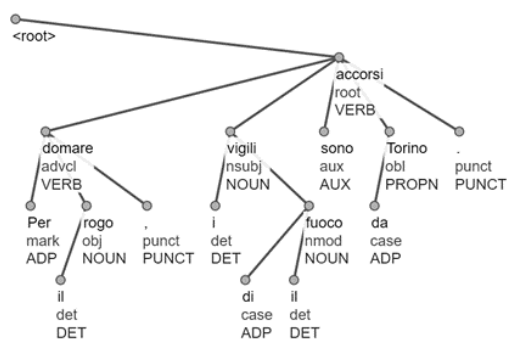 <root>
accorsi
root
VERB
domare
advcl
VERB
vigili
nsubj
NOUN
sono
aux
AUX
Torino
obl
PROPN
.
punct
PUNCT
Per
mark
ADP
rogo
obj
NOUN
,
punct
PUNCT
i
det
DET
fuoco
nmod
NOUN
da
case
ADP
il
det
DET
di
case
ADP
il
det
DET